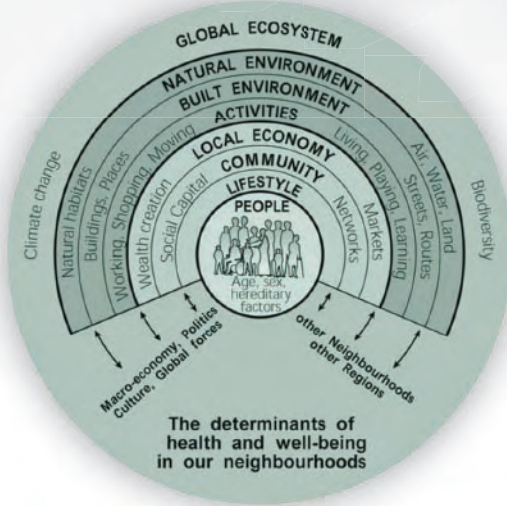 GLOBAL ECOSYSTEM
NATURAL ENVIRONMENT
BUILT ENVIRONMENT
ACTIVITIES
LOCAL ECONOMY
COMMUNITY
LIFESTYLE
PEOPLE
Age, sex,
hereditary
factors
Climate change
Natural habitats
Buildings, Places
Working, Shopping, Moving
Wealth creation
Social Capital
Networks
Markets
Living, Playing, Learning
Streets, Routes
Air, Water, Land
Biodiversity
Macro-economy, Politics
Culture, Global forces
other Neighbourhoods
other Regions
The determinants of
health and well-being
in our neighbourhoods